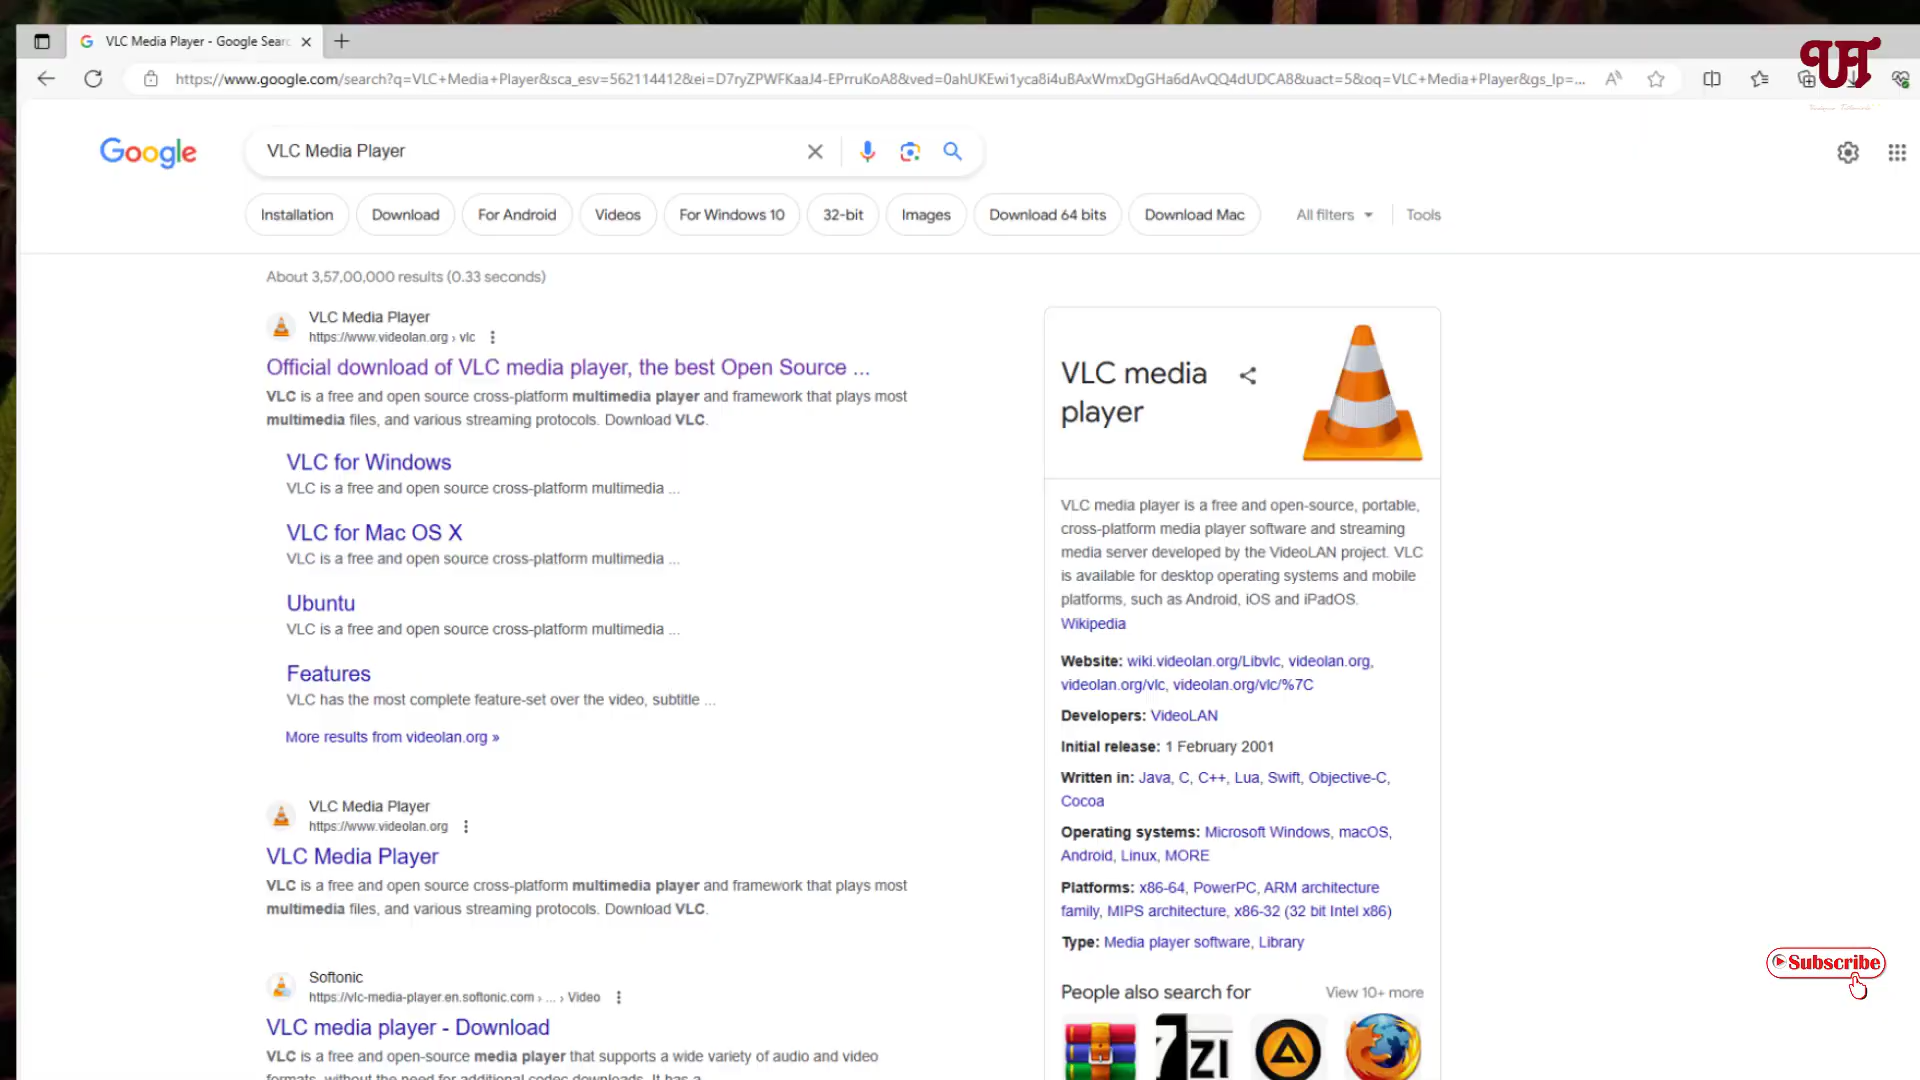 VLC Media Player - Google Sear
https://www.google.com/search?q=VLC+Media+Player&sca_esv=562114412&ei=D7ryZPWFKaaJ4-EPrruKoA8&ved=0ahUKEwi1yca8i4uBAxWmxDgGHa6dAvQQ4dUDCA8&uact=5&oq=VLC+Media+Player&gs_lp=...
UT
Google
VLC Media Player
Installation
Download
For Android
Videos
For Windows 10
32-bit
Images
Download 64 bits
Download Mac
All filters
Tools
About 3,57,00,000 results (0.33 seconds)
VLC Media Player
https://www.videolan.org › vlc
Official download of VLC media player, the best Open Source ...
VLC is a free and open source cross-platform multimedia player and framework that plays most
multimedia files, and various streaming protocols. Download VLC.
VLC for Windows
VLC is a free and open source cross-platform multimedia ...
VLC for Mac OS X
VLC is a free and open source cross-platform multimedia ...
Ubuntu
VLC is a free and open source cross-platform multimedia ...
Features
VLC has the most complete feature-set over the video, subtitle ...
More results from videolan.org »
VLC Media Player
https://www.videolan.org
VLC Media Player
VLC is a free and open source cross-platform multimedia player and framework that plays most
multimedia files, and various streaming protocols. Download VLC.
Softonic
https://vlc-media-player.en.softonic.com › ... › Video
VLC media player - Download
VLC is a free and open-source media player that supports a wide variety of audio and video
formats, without the need for additional codec downloads. It has a
VLC media
player
VLC media player is a free and open-source, portable,
cross-platform media player software and streaming
media server developed by the VideoLAN project. VLC
is available for desktop operating systems and mobile
platforms, such as Android, iOS and iPadOS.
Wikipedia
Website: wiki.videolan.org/Libvlc, videolan.org,
videolan.org/vlc, videolan.org/vlc/%7C
Developers: VideoLAN
Initial release: 1 February 2001
Written in: Java, C, C++, Lua, Swift, Objective-C,
Cocoa
Operating systems: Microsoft Windows, macOS,
Android, Linux, MORE
Platforms: x86-64, PowerPC, ARM architecture
family, MIPS architecture, x86-32 (32 bit Intel x86)
Type: Media player software, Library
People also search for
View 10+ more
7ZI
Subscribe